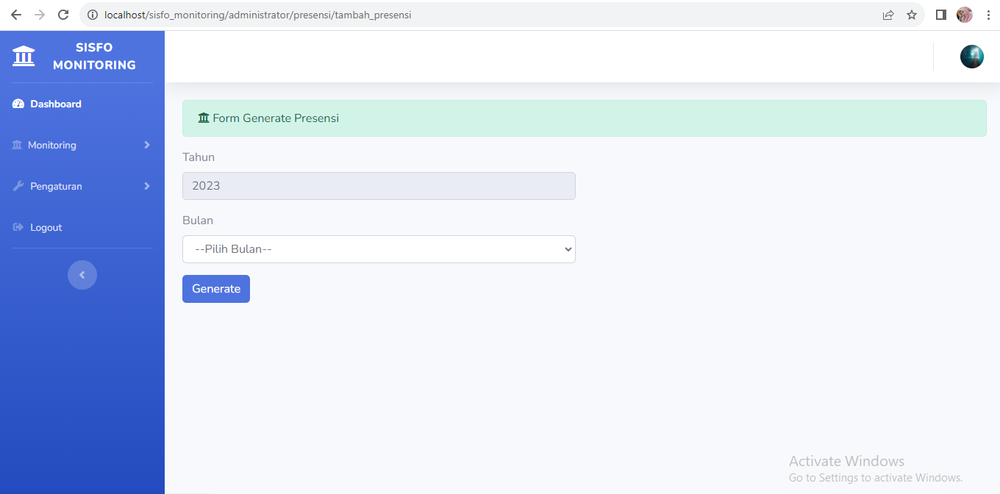 localhost/sisfo_monitoring/administrator/presensi/tambah_presensi
SISFO
MONITORING
Dashboard
Monitoring
Pengaturan
Logout
Form Generate Presensi
Tahun
2023
Bulan
--Pilih Bulan--
Generate
Activate Windows
Go to Settings to activate Windows.